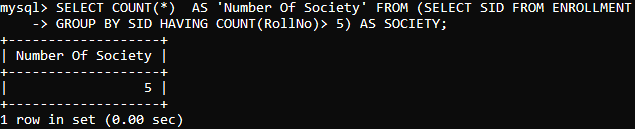 mysql> SELECT COUNT(*)  AS 'Number Of Society' FROM (SELECT SID FROM ENROLLMENT
    -> GROUP BY SID HAVING COUNT(RollNo)> 5) AS SOCIETY;
+-------------------+
| Number Of Society |
+-------------------+
|                 5 |
+-------------------+
1 row in set (0.00 sec)